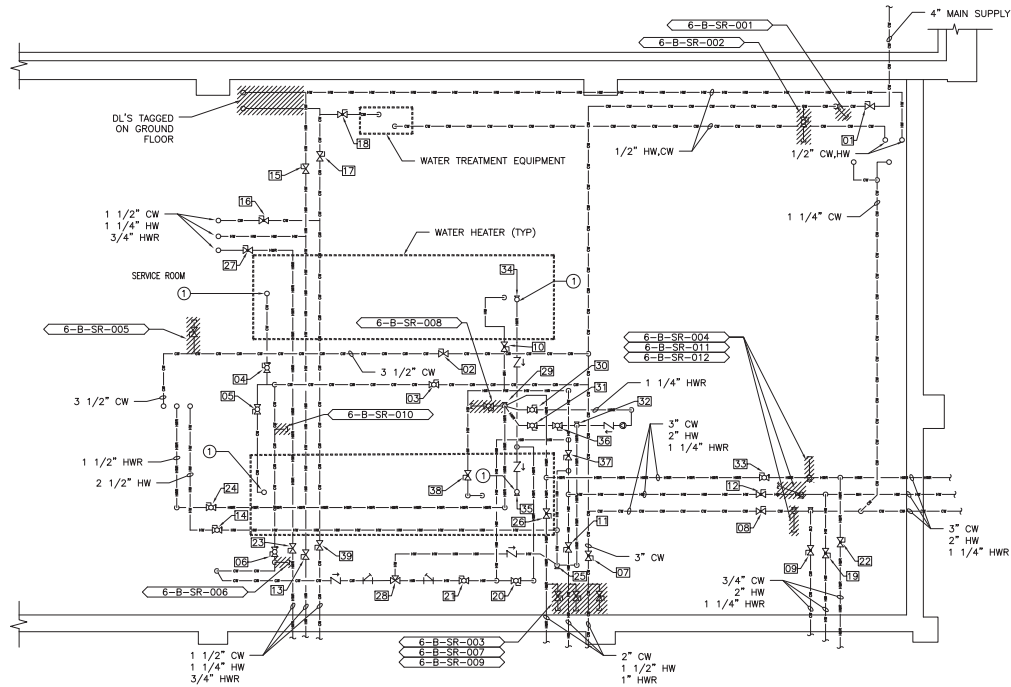 4" MAIN SUPPLY
6-B-SR-001
6-B-SR-002
DL'S TAGGED
ON GROUND
FLOOR
18
01
WATER TREATMENT EQUIPMENT
1/2" HW,CW
1/2" CW,HW
15
17
16
1 1/2" CW
1 1/4" HW
3/4" HWR
1 1/4" CW
WATER HEATER (TYP)
27
SERVICE ROOM
34
1
1
6-B-SR-005
6-B-SR-008
6-B-SR-004
6-B-SR-011
6-B-SR-012
10
02
3 1/2" CW
04
03
29
30
31
1 1/4" HWR
32
05
3 1/2" CW
6-B-SR-010
36
3" CW
2" HW
1 1/4" HWR
37
33
1
1
1 1/2" HWR
2 1/2" HW
38
12
24
35
26
08
14
3" CW
2" HW
1 1/4" HWR
23
39
11
3" CW
06
07
09
19
22
25
13
28
21
20
6-B-SR-006
3/4" CW
2" HW
1 1/4" HWR
6-B-SR-003
6-B-SR-007
6-B-SR-009
1 1/2" CW
1 1/4" HW
3/4" HWR
2" CW
1 1/2" HW
1" HWR